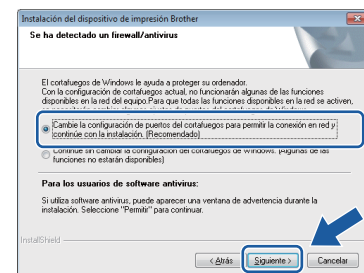 Instalación del dispositivo de impresión Brother
Se ha detectado un firewall/antivirus
El cortafuegos de Windows le ayuda a proteger su ordenador.
Con la configuración de cortafuegos actual, no funcionarán algunas de las funciones
disponibles en la red del equipo.Para que todas las funciones disponibles en la red se activen,
Cambie la configuración de puertos del cortafuegos para permitir la conexión en red y
continúe con la instalación. (Recomendado)
Continúe sin cambiar la configuración del cortafuegos de Windows. (Algunas de las
funciones no estarán disponibles)
Para los usuarios de software antivirus:
Si utiliza software antivirus, puede aparecer una ventana de advertencia durante la
instalación. Seleccione "Permitir" para continuar.
InstallShield
< Atrás
Siguiente >
Cancelar